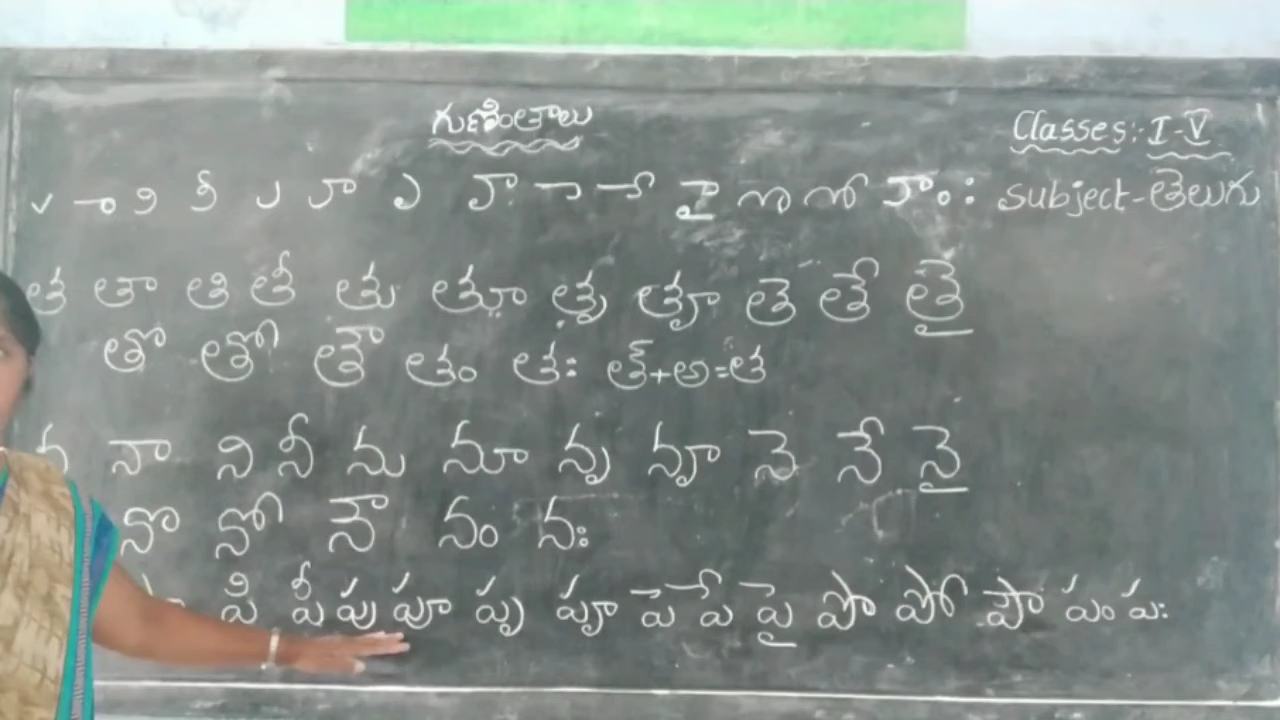 గుణింతాలు
Classes: I-V
Subject-తెలుగు
త తా తి తీ తు తూ తృ తౄ తె తే తై
తొ తో తౌ తం తః త్+అ=త
నా ని నీ ను నూ నృ నౄ నె నే నై
నొ నో నౌ నం నః
పి పీ పు పూ పృ పౄ పె పే పై పొ పో పౌ పం పః